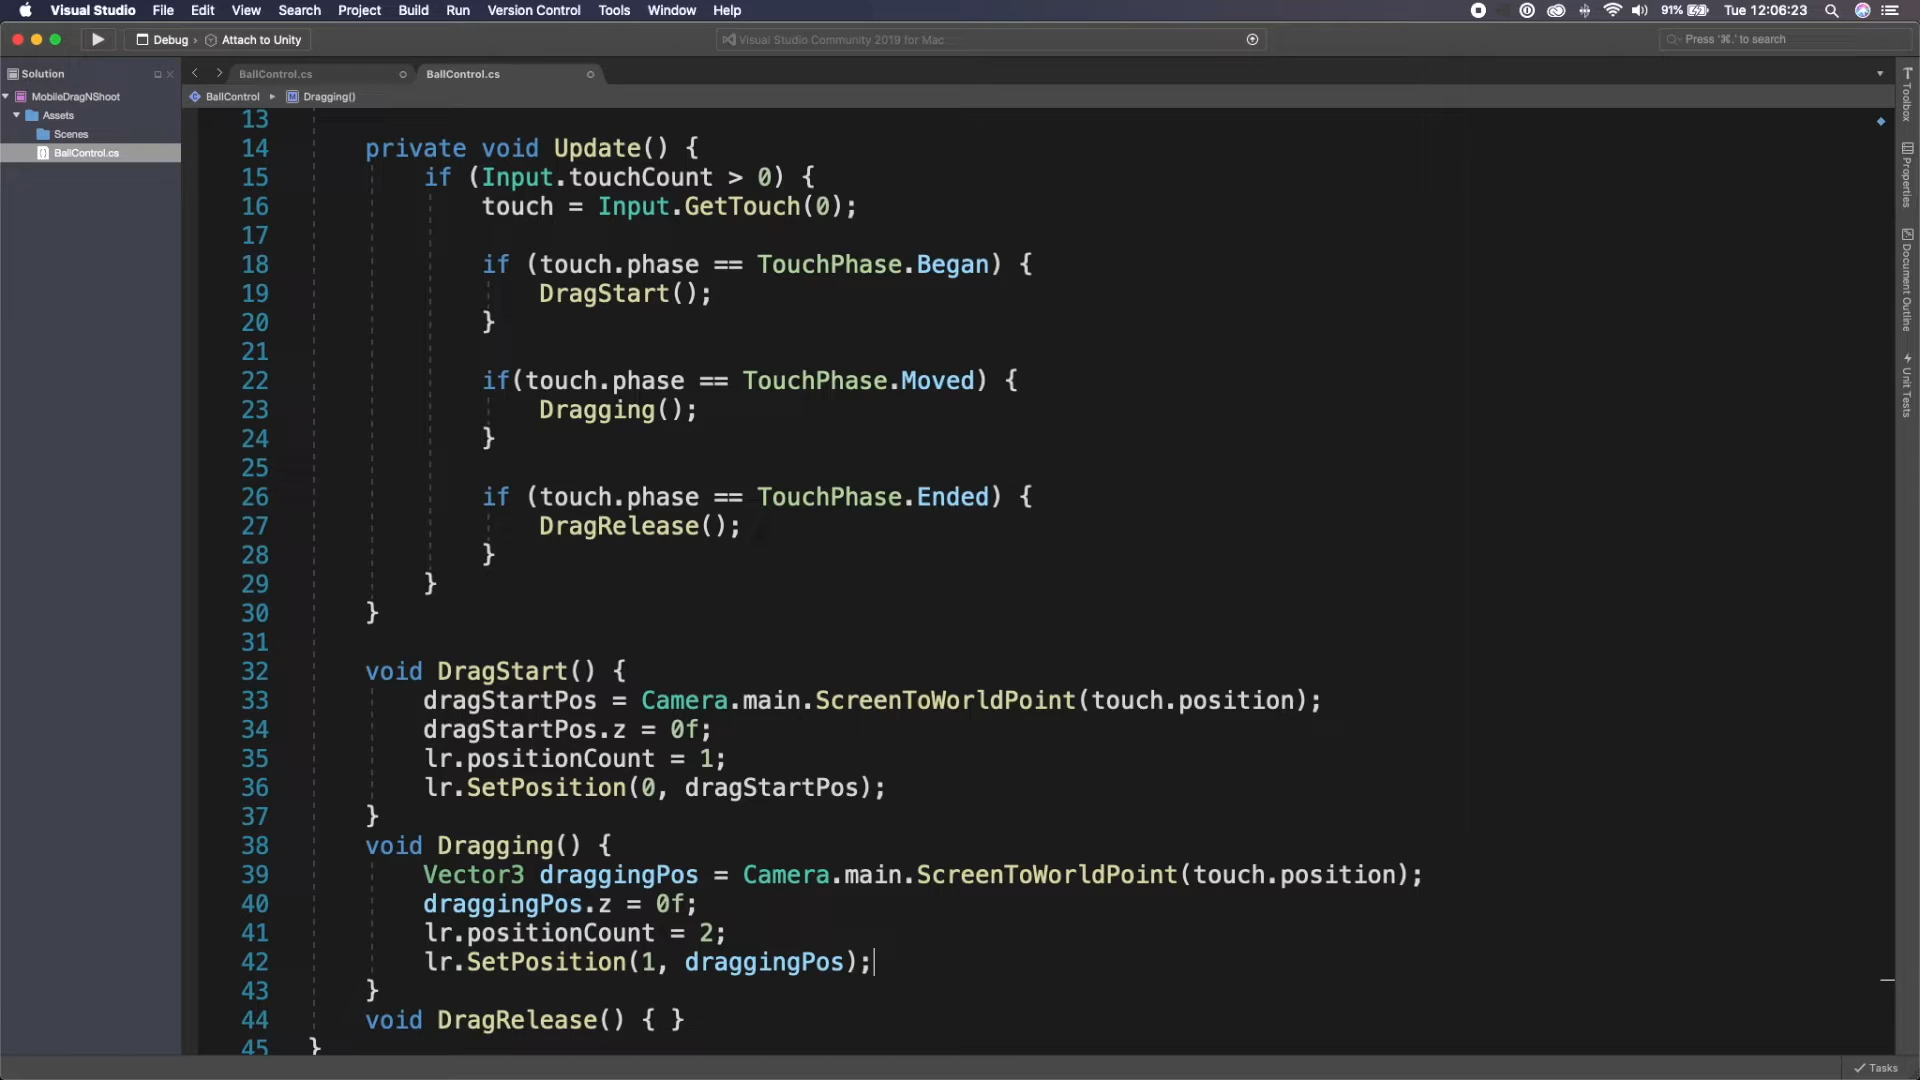 Visual Studio File Edit View Search Project Build Run Version Control Tools Window Help 91% Tue 12:06:23
Debug › Attach to Unity Visual Studio Community 2019 for Mac Press '⌘.' to search
Solution
MobileDragNShoot
Assets
Scenes
BallControl.cs
BallControl.cs BallControl.cs
BallControl Dragging()
13
14 private void Update() {
15 if (Input.touchCount > 0) {
16 touch = Input.GetTouch(0);
17
18 if (touch.phase == TouchPhase.Began) {
19 DragStart();
20 }
21
22 if(touch.phase == TouchPhase.Moved) {
23 Dragging();
24 }
25
26 if (touch.phase == TouchPhase.Ended) {
27 DragRelease();
28 }
29 }
30 }
31
32 void DragStart() {
33 dragStartPos = Camera.main.ScreenToWorldPoint(touch.position);
34 dragStartPos.z = 0f;
35 lr.positionCount = 1;
36 lr.SetPosition(0, dragStartPos);
37 }
38 void Dragging() {
39 Vector3 draggingPos = Camera.main.ScreenToWorldPoint(touch.position);
40 draggingPos.z = 0f;
41 lr.positionCount = 2;
42 lr.SetPosition(1, draggingPos);
43 }
44 void DragRelease() { }
45 }
Toolbox
Properties
Document Outline
Unit Tests
Tasks